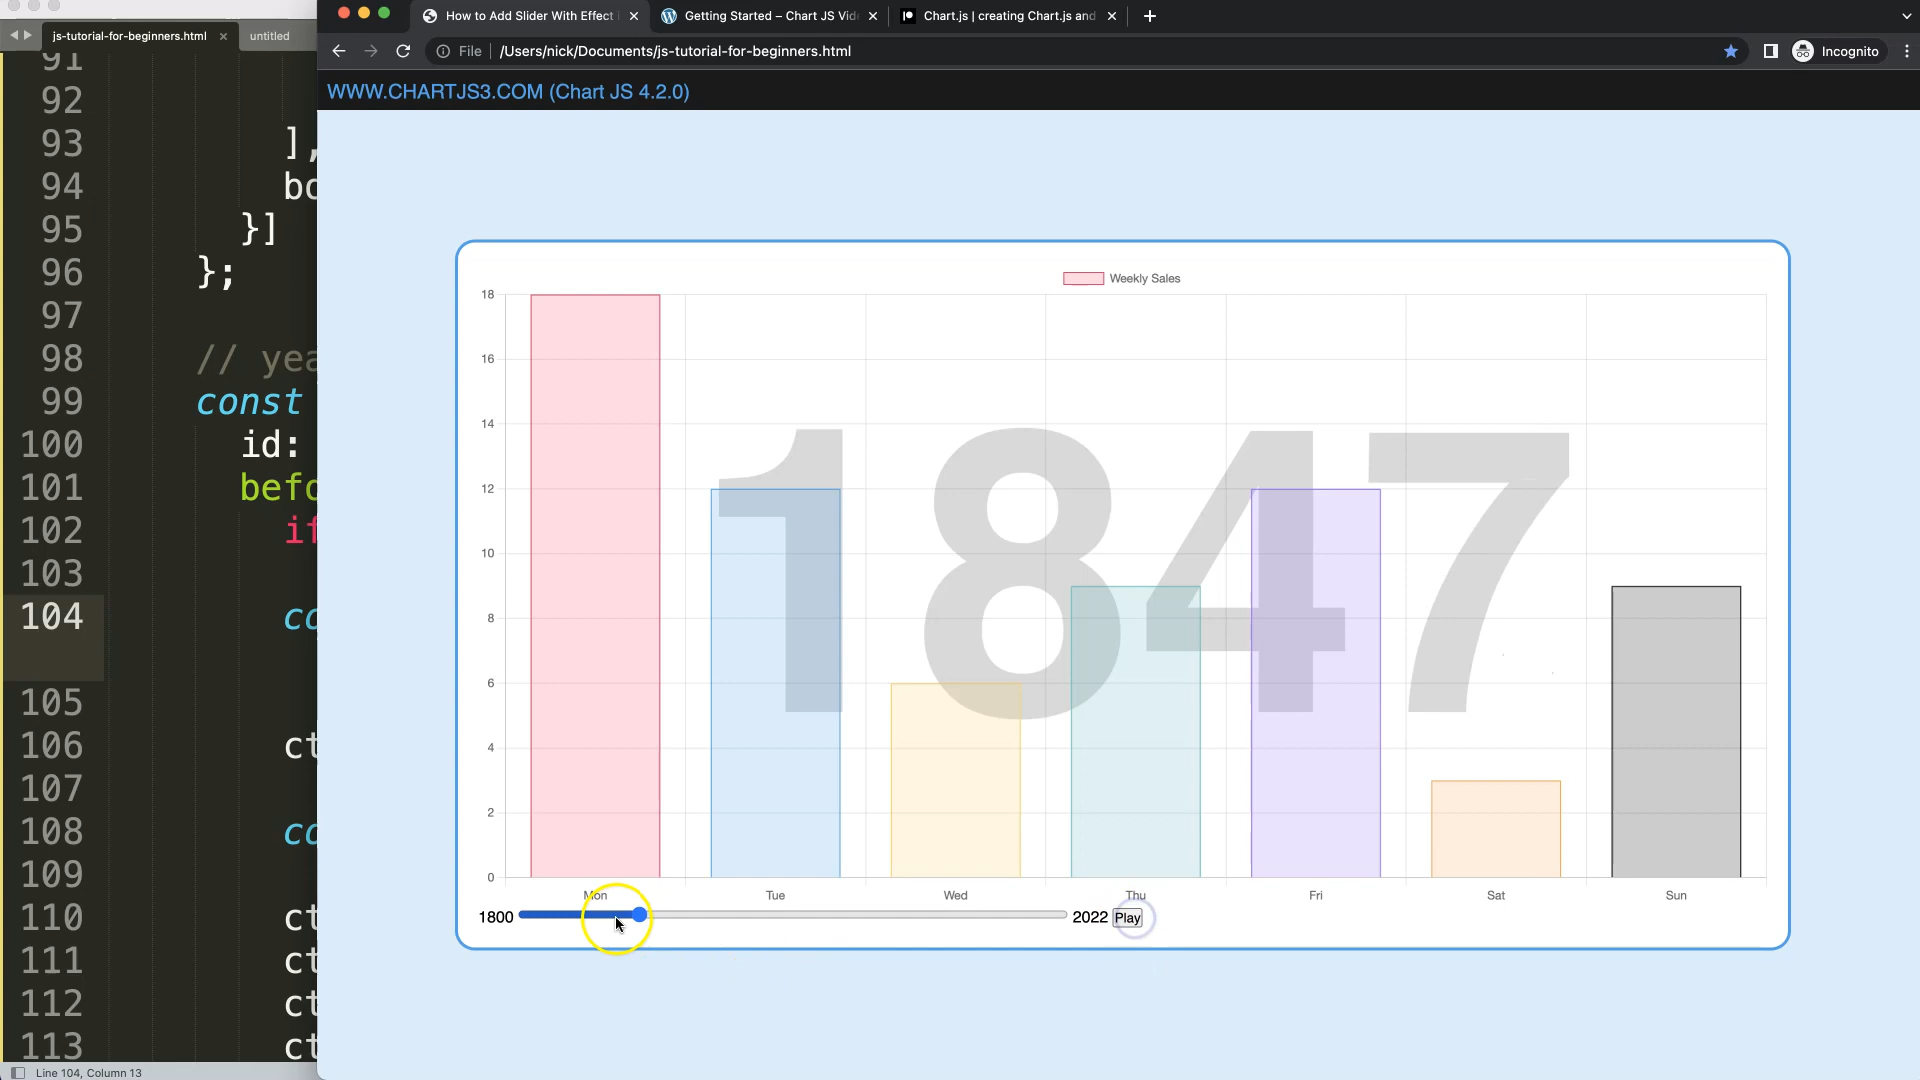 js-tutorial-for-beginners.html
untitled
91
92
93 ],
94 bo
95 }]
96 };
97
98 // yea
99 const
100 id:
101 befo
102 if
103
104 co
105
106 ct
107
108 co
109
110 ct
111 ct
112 ct
113 ct
Line 104, Column 13
How to Add Slider With Effect
Getting Started – Chart JS Vid
Chart.js | creating Chart.js and
File /Users/nick/Documents/js-tutorial-for-beginners.html
Incognito
WWW.CHARTJS3.COM (Chart JS 4.2.0)
Weekly Sales
18
16
14
12
10
8
6
4
2
0
1847
Mon Tue Wed Thu Fri Sat Sun
1800 2022 Play